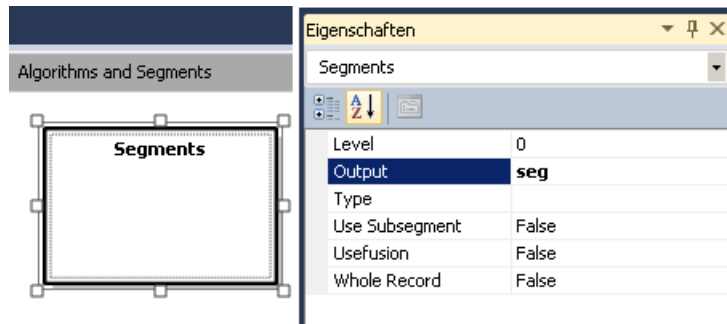 Algorithms and Segments
Segments
Eigenschaften
Segments
Level 0
Output seg
Type
Use Subsegment False
Usefusion False
Whole Record False